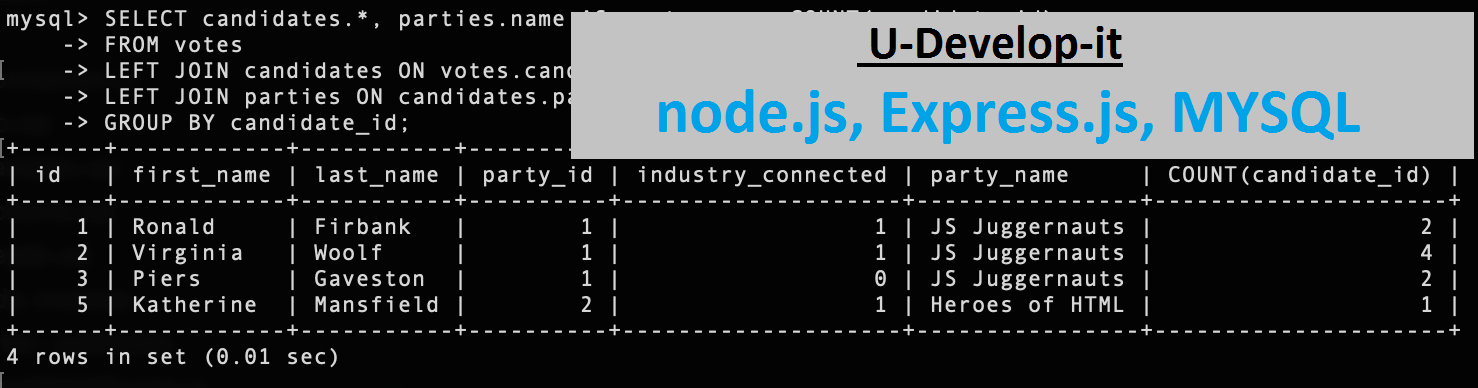 mysql> SELECT candidates.*, parties.name
-> FROM votes
-> LEFT JOIN candidates ON votes.cand
-> LEFT JOIN parties ON candidates.pa
-> GROUP BY candidate_id;
U-Develop-it
node.js, Express.js, MYSQL
+------+------------+-----------+----------
| id | first_name | last_name | party_id | industry_connected | party_name | COUNT(candidate_id) |
+------+------------+-----------+----------+--------------------+----------------+---------------------+
| 1 | Ronald | Firbank | 1 | 1 | JS Juggernauts | 2 |
| 2 | Virginia | Woolf | 1 | 1 | JS Juggernauts | 4 |
| 3 | Piers | Gaveston | 1 | 0 | JS Juggernauts | 2 |
| 5 | Katherine | Mansfield | 2 | 1 | Heroes of HTML | 1 |
+------+------------+-----------+----------+--------------------+----------------+---------------------+
4 rows in set (0.01 sec)